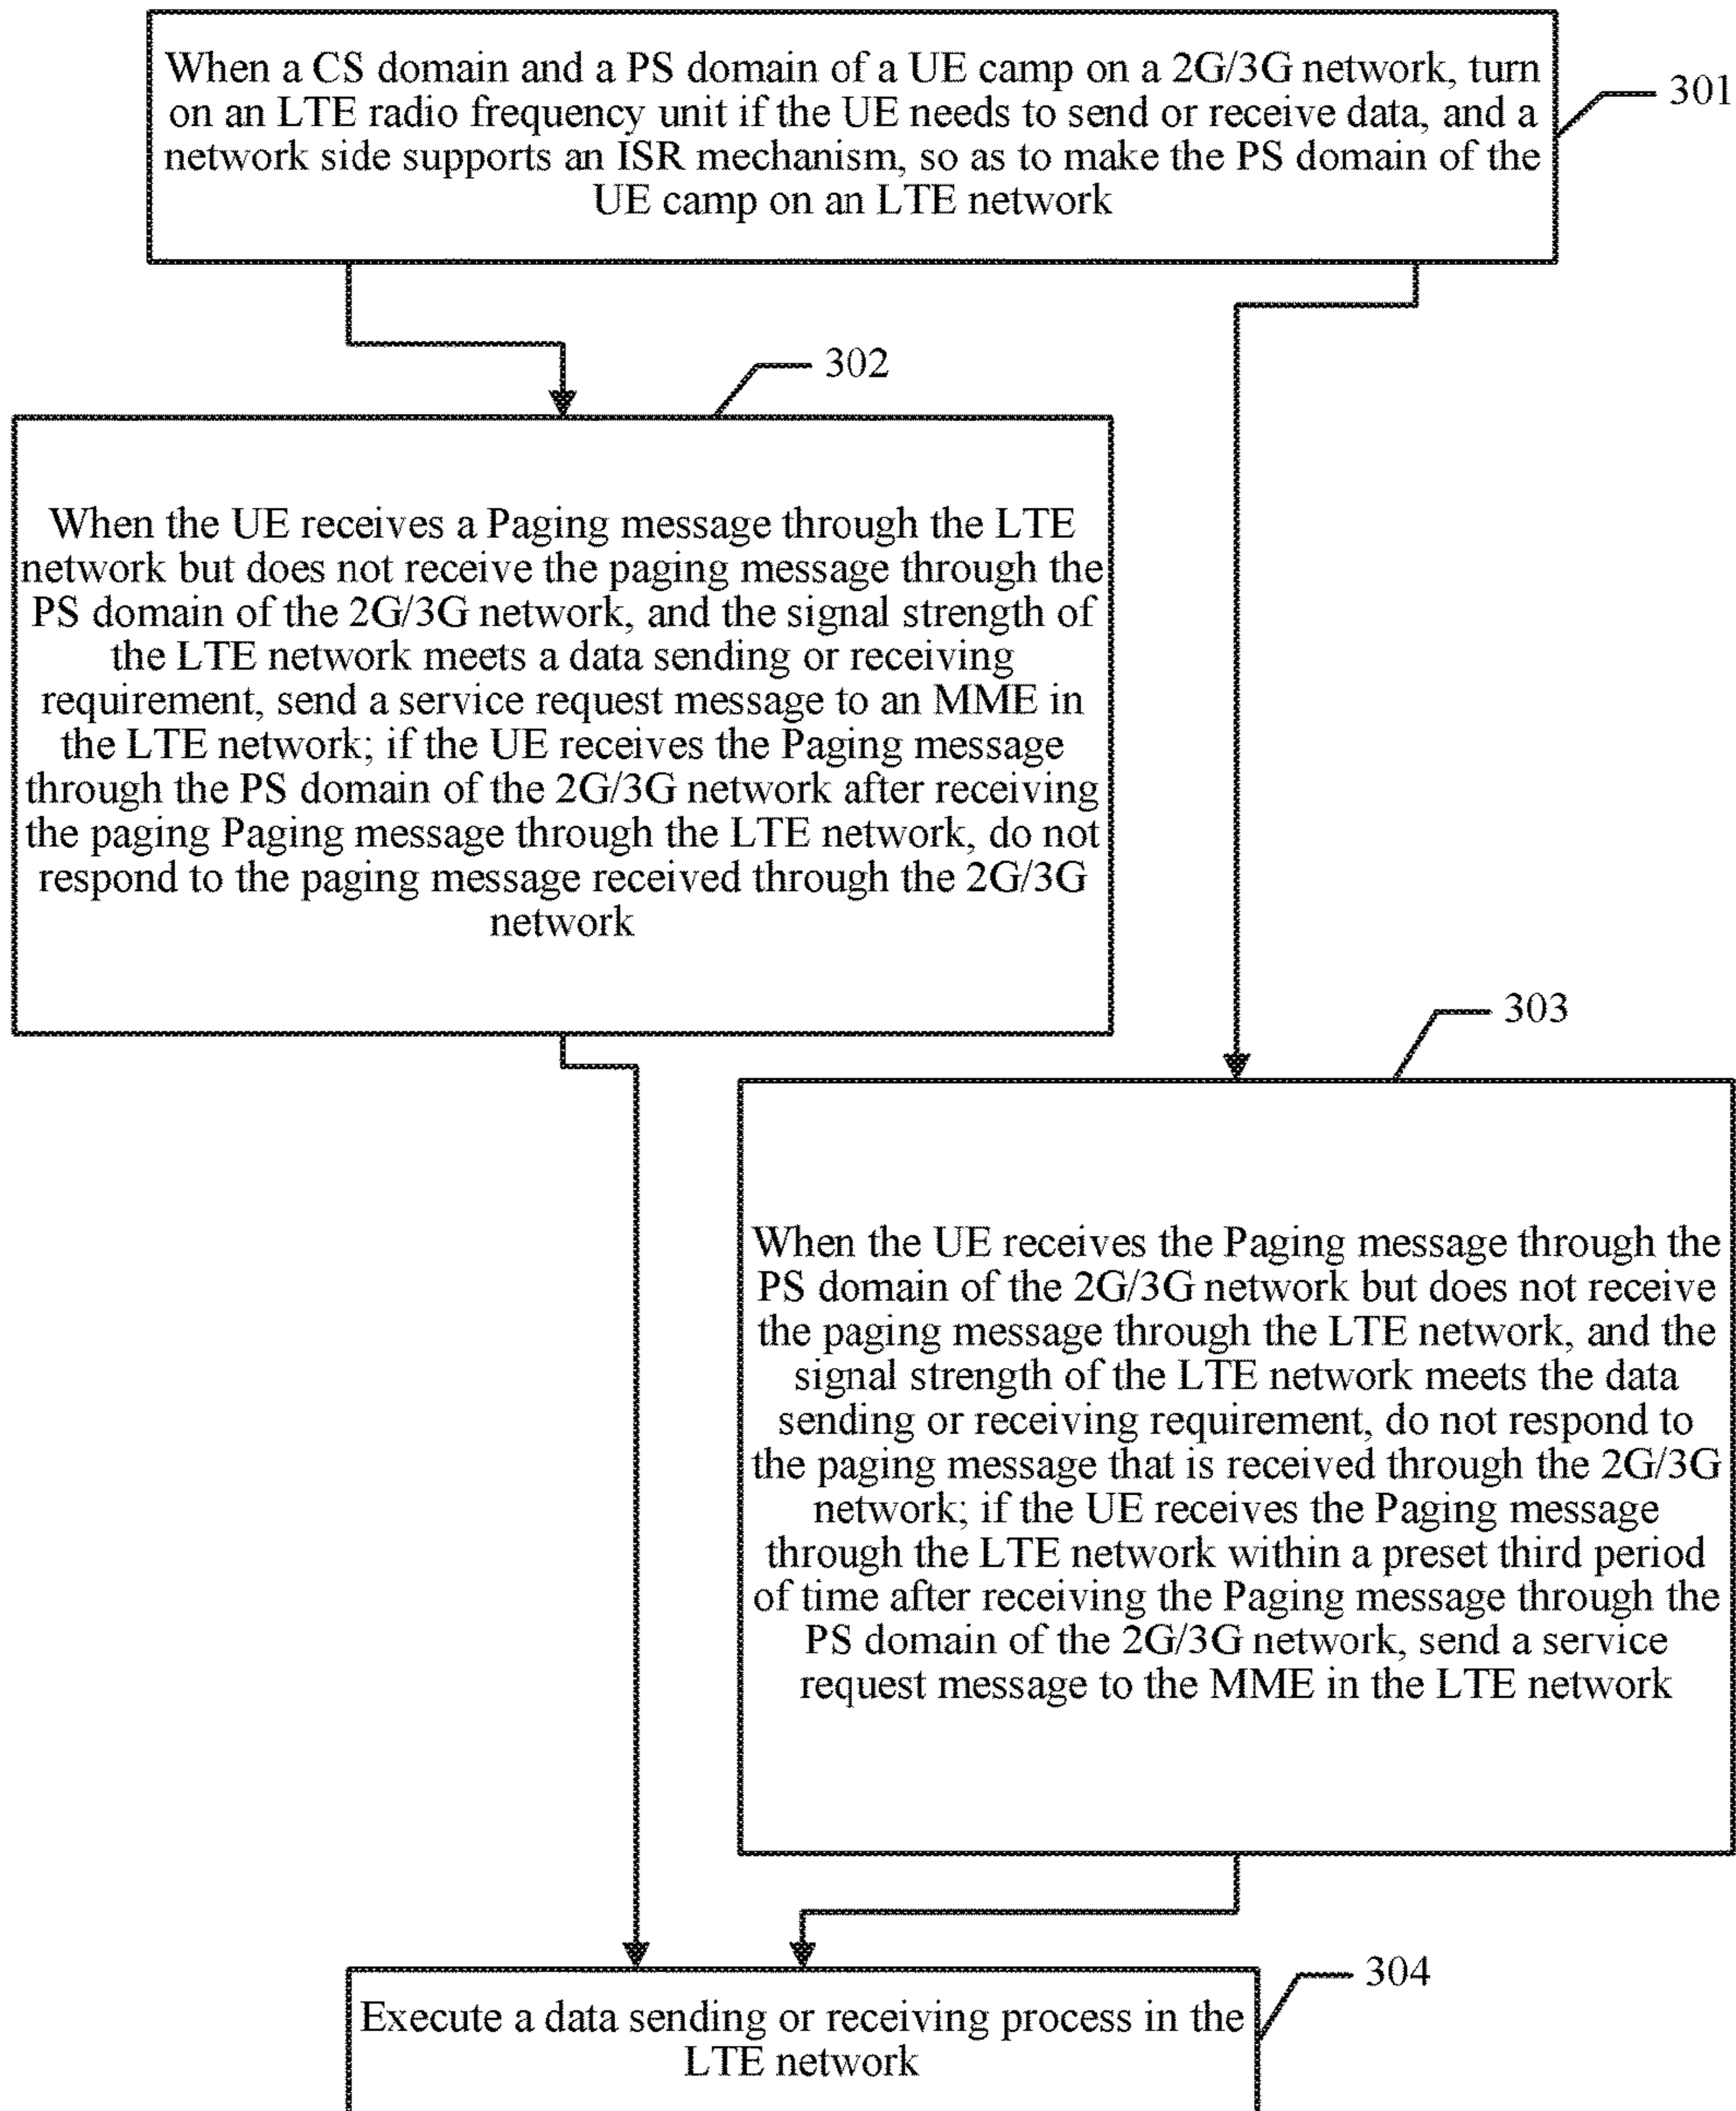 When a CS domain and a PS domain of a UE camp on a 2G/3G network, turn
on an LTE radio frequency unit if the UE needs to send or receive data, and a
network side supports an ISR mechanism, so as to make the PS domain of the
UE camp on an LTE network
301
302
When the UE receives a Paging message through the LTE
network but does not receive the paging message through the
PS domain of the 2G/3G network, and the signal strength of
the LTE network meets a data sending or receiving
requirement, send a service request message to an MME in
the LTE network; if the UE receives the Paging message
through the PS domain of the 2G/3G network after receiving
the paging Paging message through the LTE network, do not
respond to the paging message received through the 2G/3G
network
303
When the UE receives the Paging message through the
PS domain of the 2G/3G network but does not receive
the paging message through the LTE network, and the
signal strength of the LTE network meets the data
sending or receiving requirement, do not respond to
the paging message that is received through the 2G/3G
network; if the UE receives the Paging message
through the LTE network within a preset third period
of time after receiving the Paging message through the
PS domain of the 2G/3G network, send a service
request message to the MME in the LTE network
304
Execute a data sending or receiving process in the
LTE network